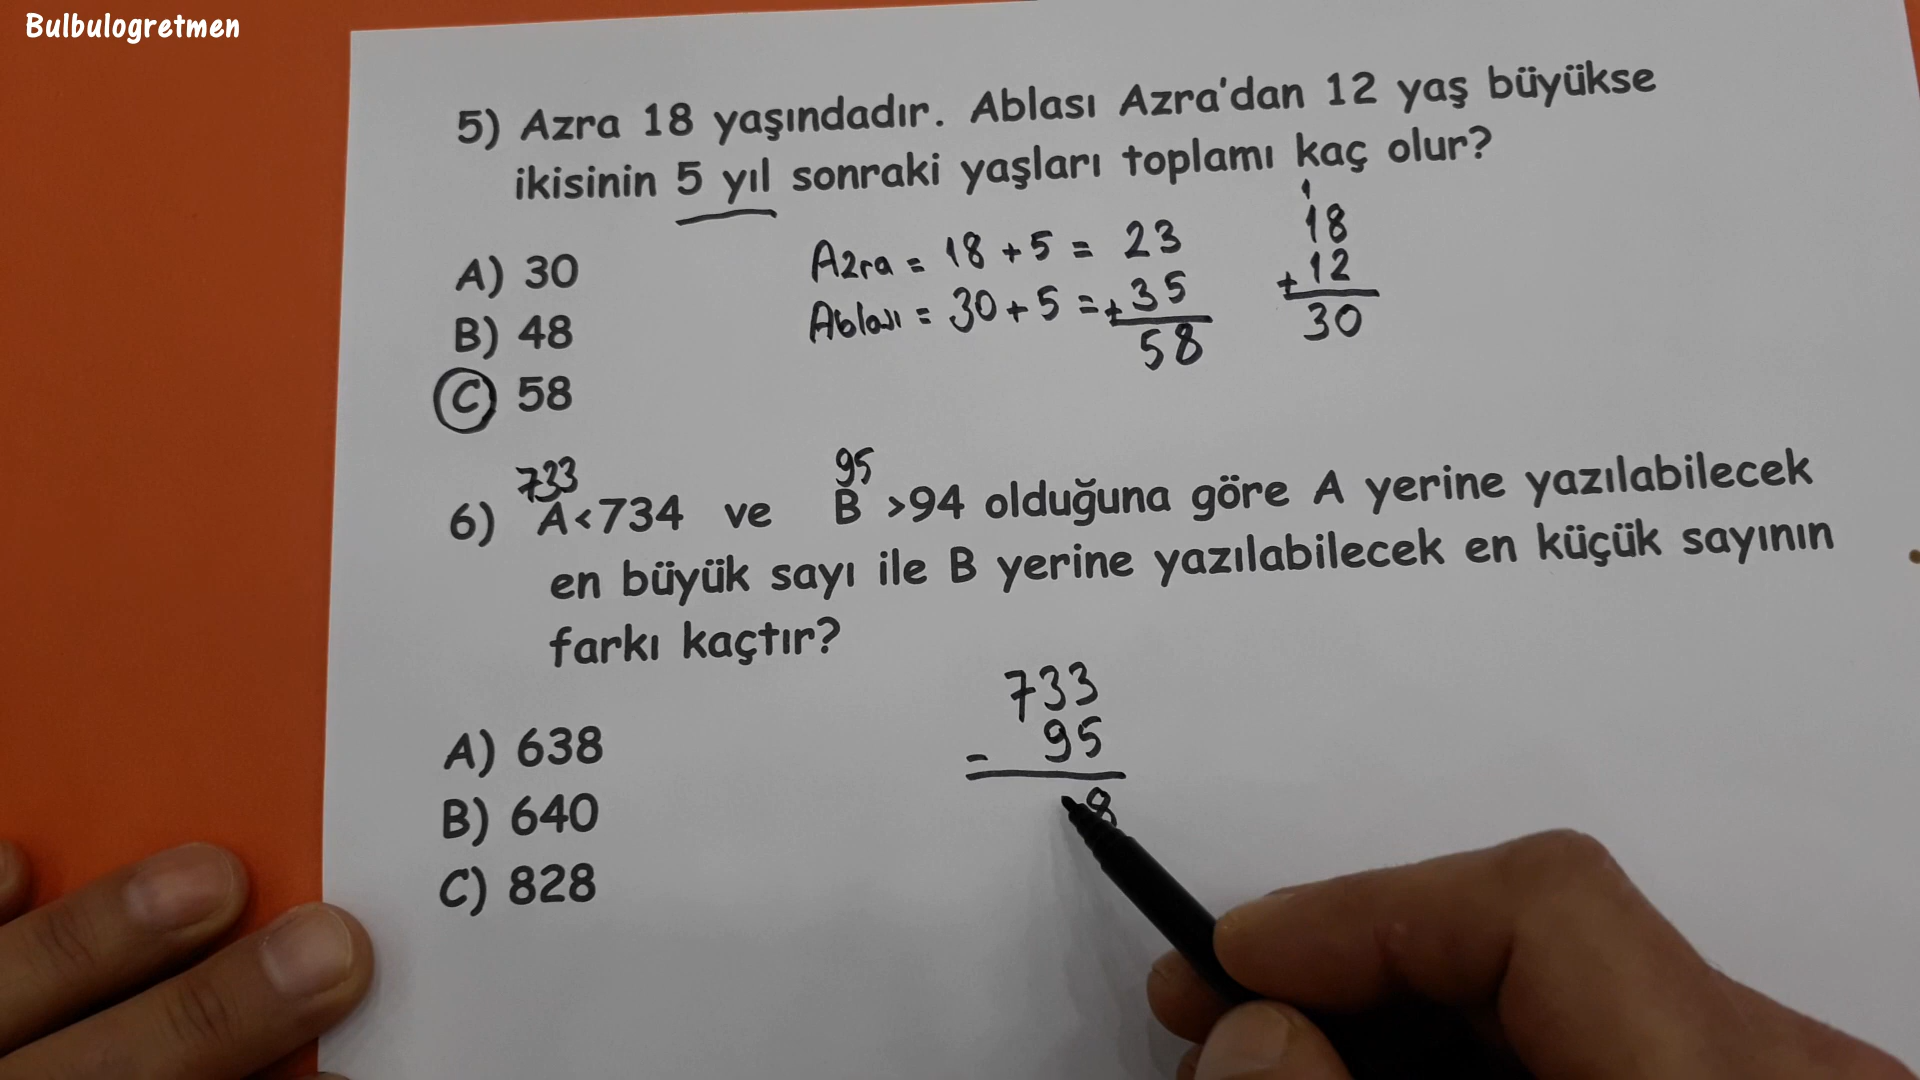 Bulbulogretmen
5) Azra 18 yaşındadır. Ablası Azra'dan 12 yaş büyükse
ikisinin 5 yıl sonraki yaşları toplamı kaç olur?
A) 30
B) 48
C) 58
Azra = 18 + 5 = 23
Ablası = 30 + 5 = + 35
58
1
18
+ 12
30
733
95
6) A<734 ve B >94 olduğuna göre A yerine yazılabilecek
en büyük sayı ile B yerine yazılabilecek en küçük sayının
farkı kaçtır?
A) 638
B) 640
C) 828
733
- 95
8